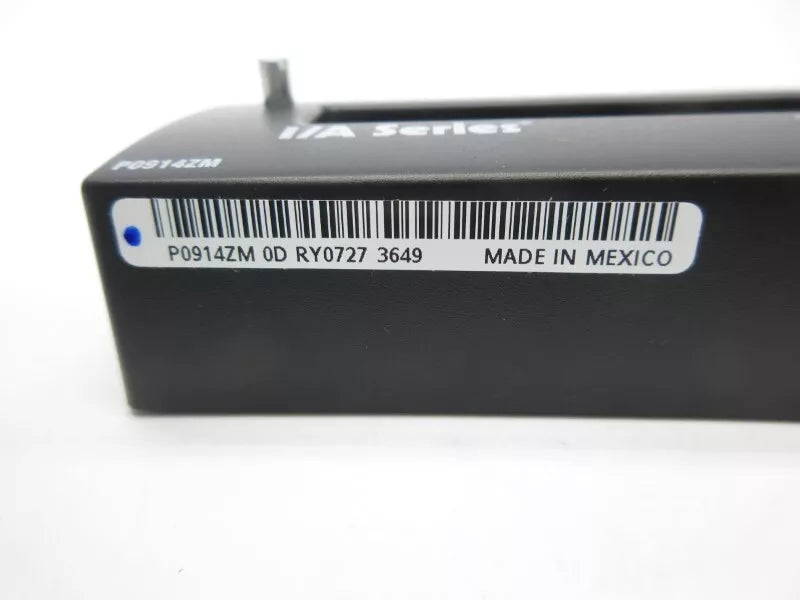 I/A Series®
P0914ZM
P0914ZM 0D RY0727 3649 MADE IN MEXICO